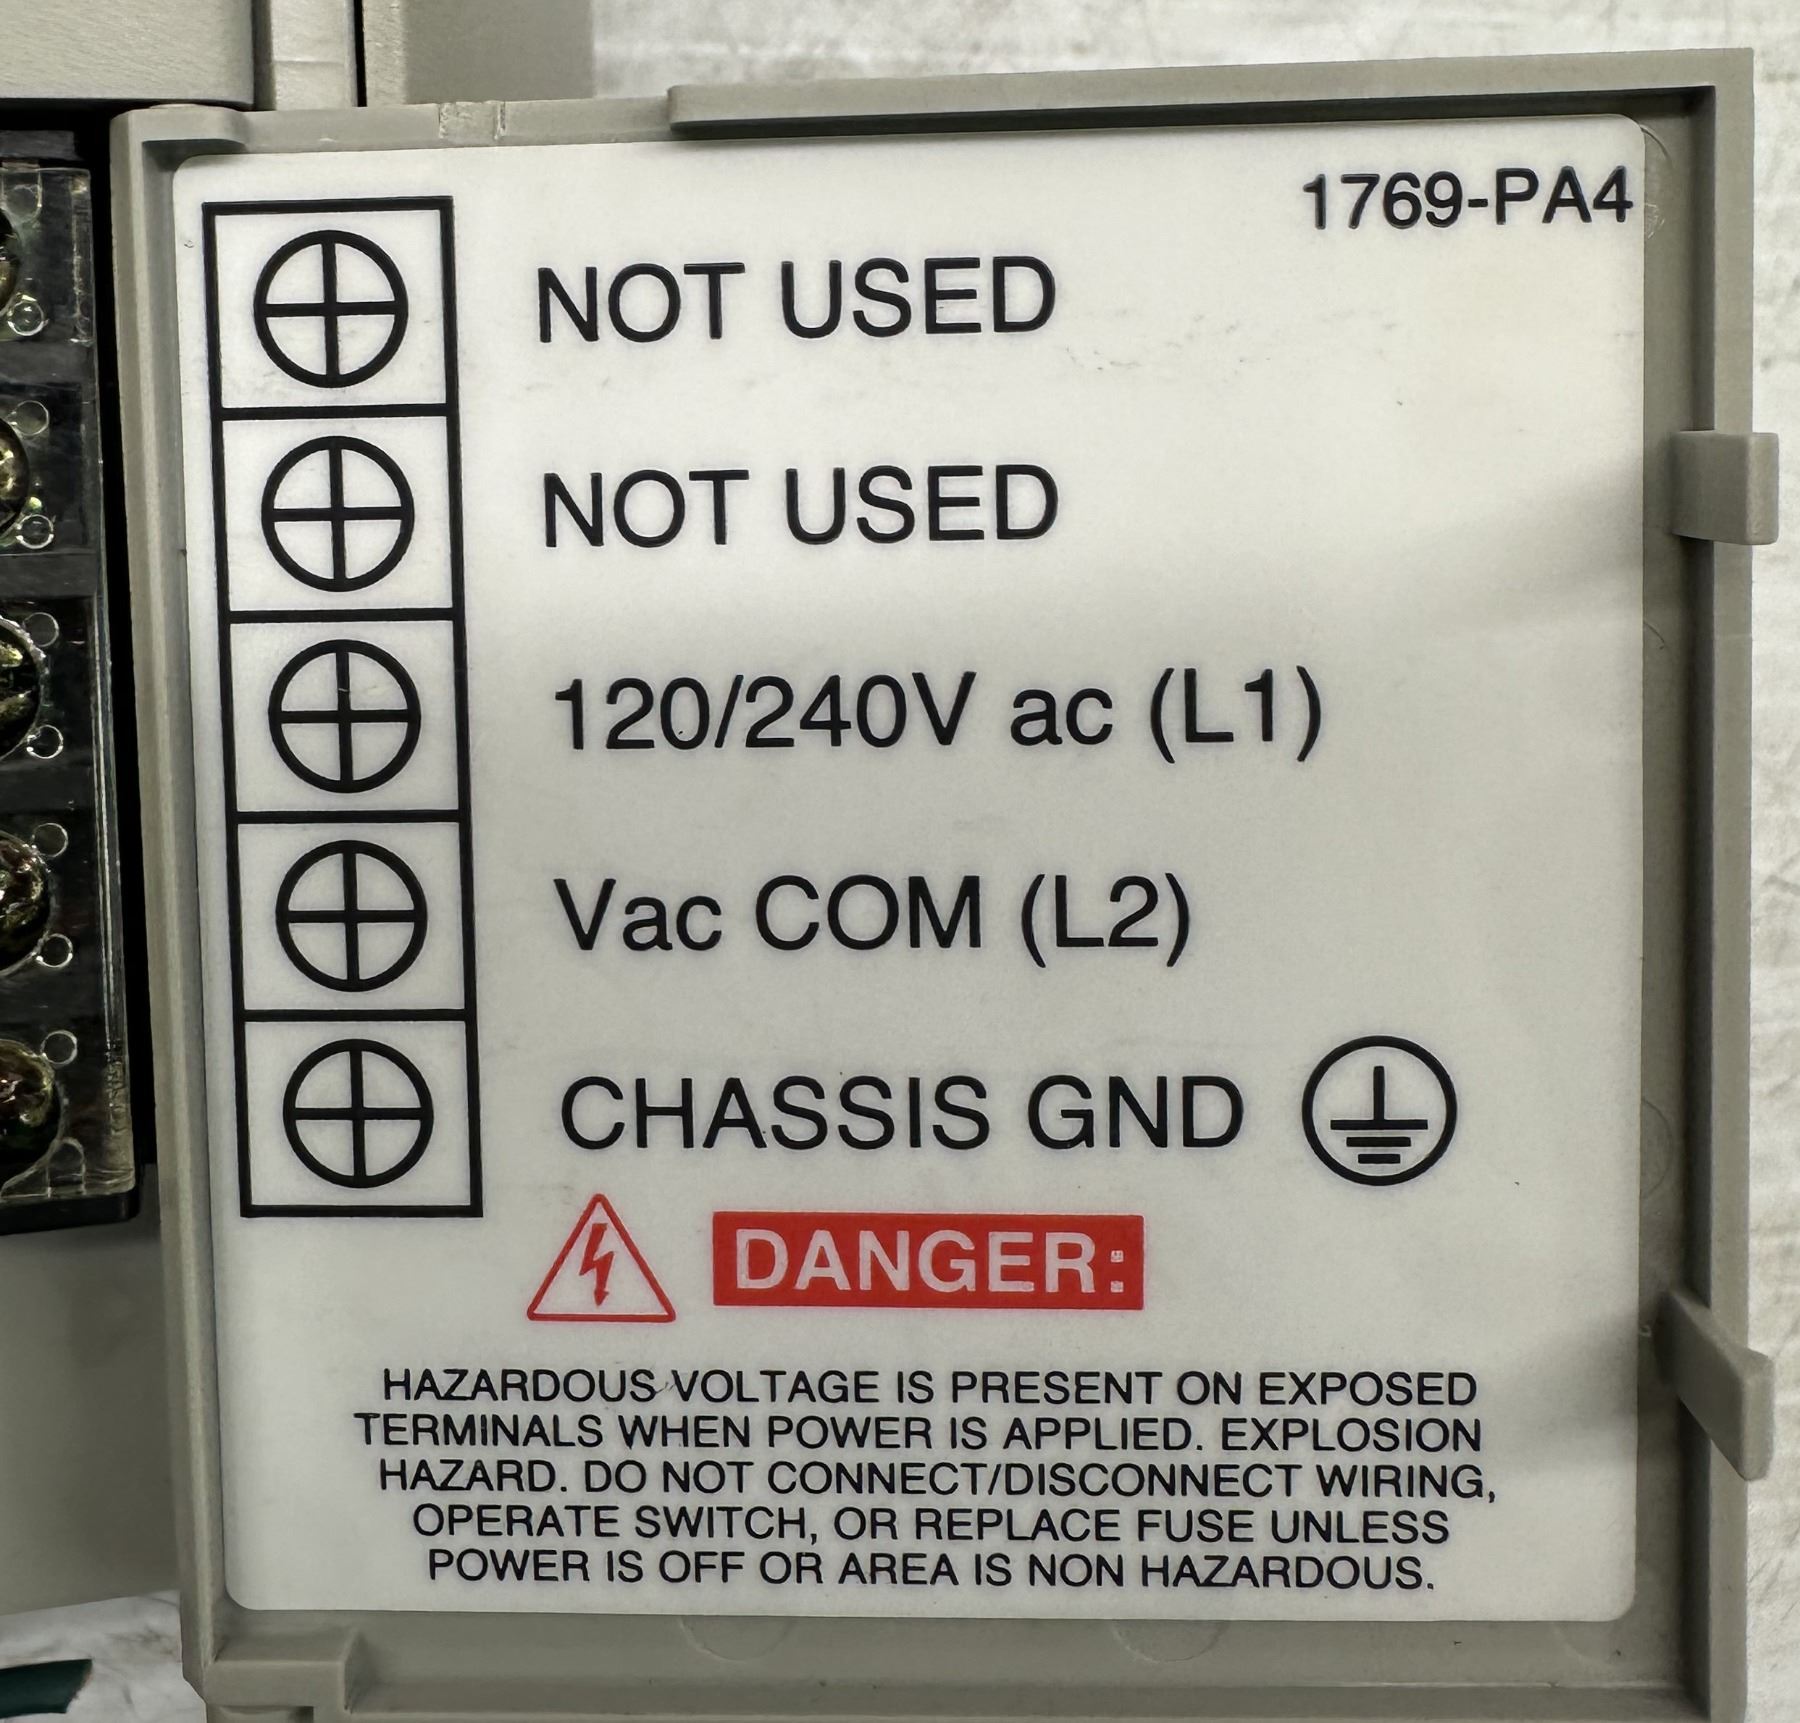 1769-PA4
NOT USED
NOT USED
120/240V ac (L1)
Vac COM (L2)
CHASSIS GND
DANGER:
HAZARDOUS VOLTAGE IS PRESENT ON EXPOSED
TERMINALS WHEN POWER IS APPLIED. EXPLOSION
HAZARD. DO NOT CONNECT/DISCONNECT WIRING,
OPERATE SWITCH, OR REPLACE FUSE UNLESS
POWER IS OFF OR AREA IS NON HAZARDOUS.